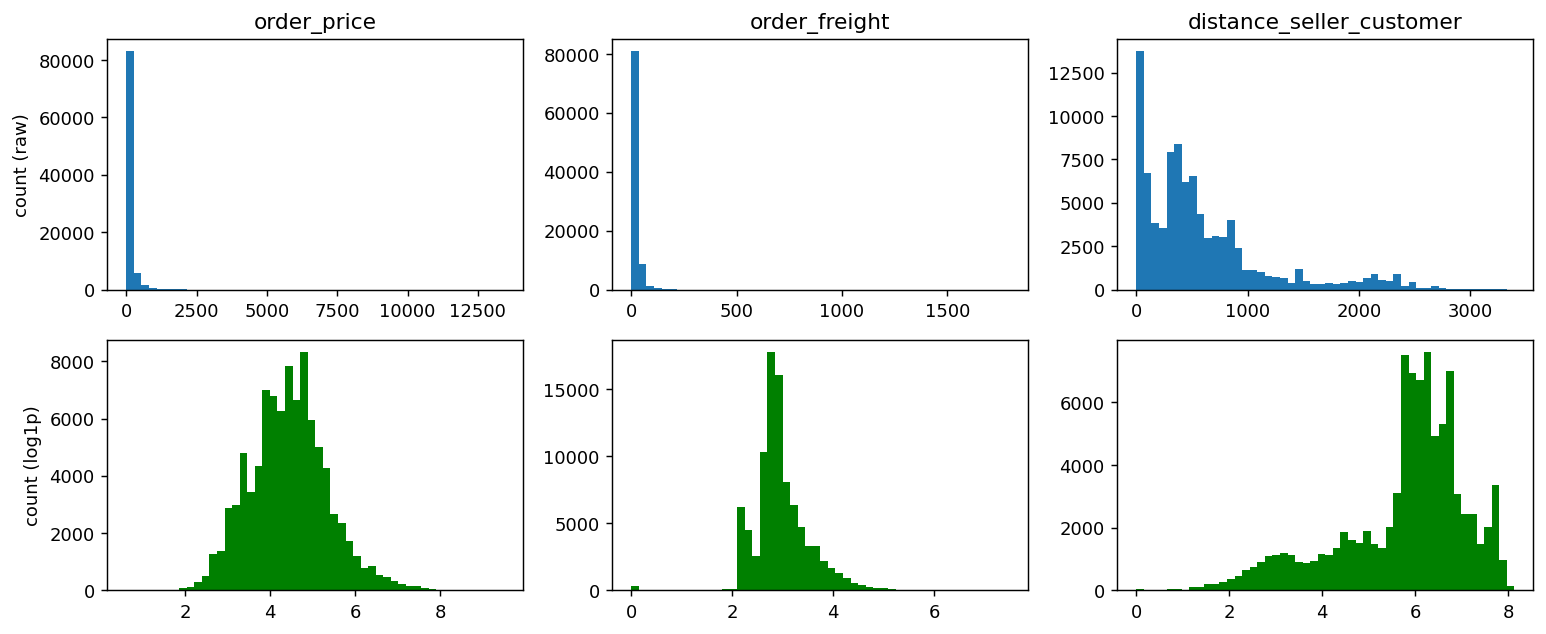 order_price
order_freight
distance_seller_customer
count (raw)
80000
60000
40000
20000
0
0 2500 5000 7500 10000 12500
80000
60000
40000
20000
0
0 500 1000 1500
12500
10000
7500
5000
2500
0
0 1000 2000 3000
count (log1p)
8000
6000
4000
2000
0
2 4 6 8
15000
10000
5000
0
0 2 4 6
6000
4000
2000
0
0 2 4 6 8